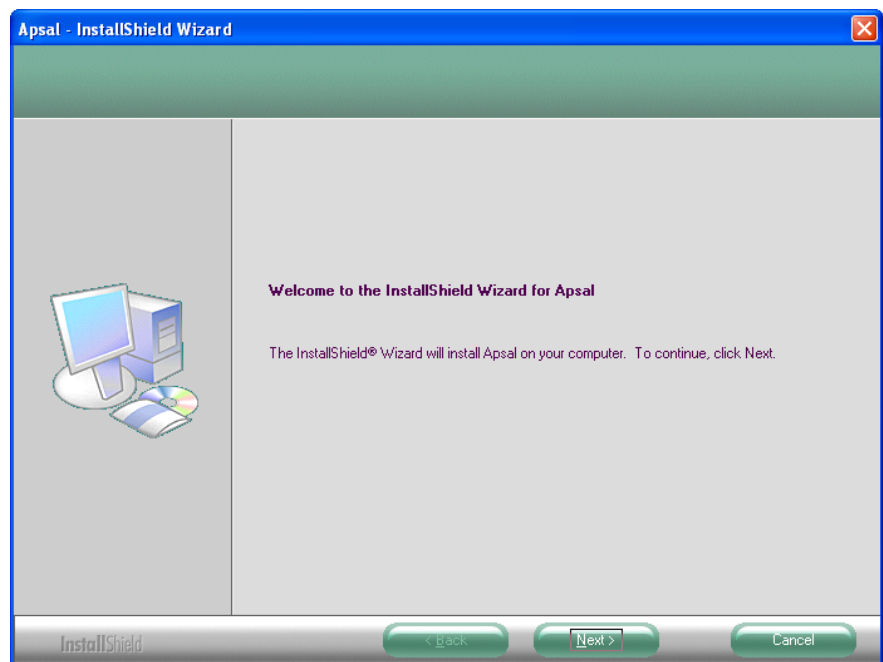 Apsal - InstallShield Wizard
Welcome to the InstallShield Wizard for Apsal
The InstallShield® Wizard will install Apsal on your computer. To continue, click Next.
InstallShield
< Back
Next >
Cancel